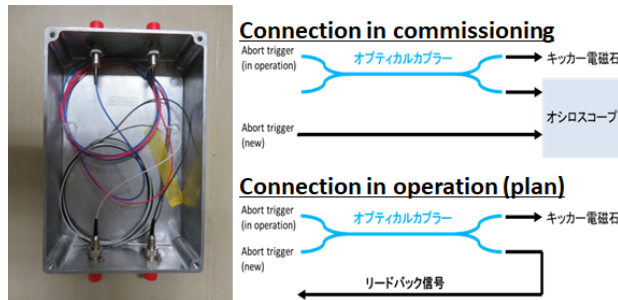 Connection in commissioning
Abort trigger
(in operation)
オプティカルカプラー
キッカー電磁石
オシロスコープ
Abort trigger
(new)
Connection in operation (plan)
Abort trigger
(in operation)
オプティカルカプラー
キッカー電磁石
Abort trigger
(new)
リードバック信号